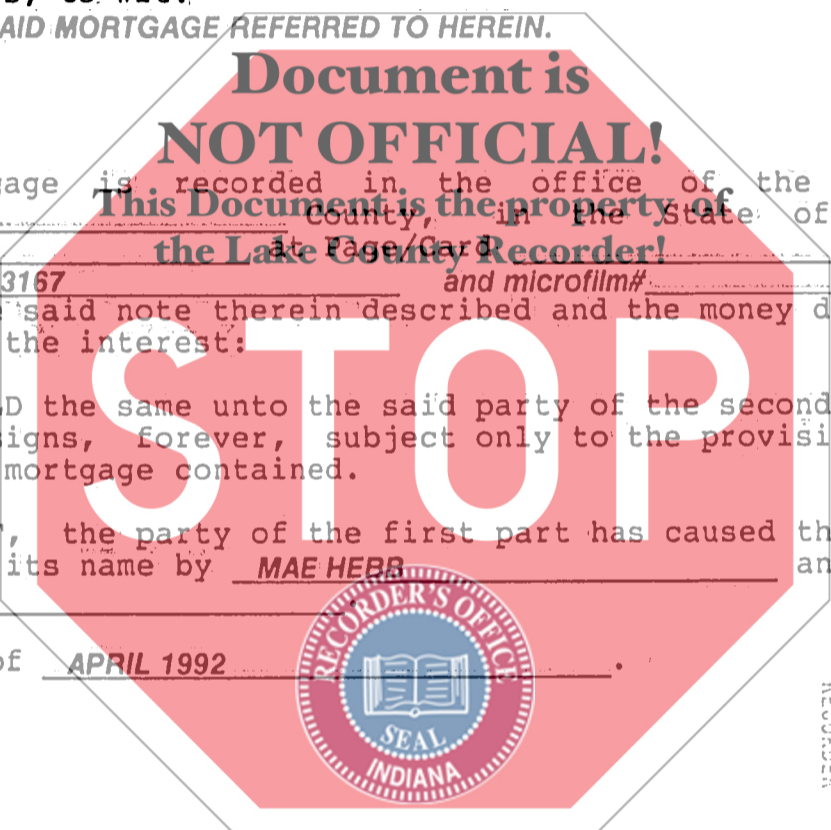 AID MORTGAGE REFERRED TO HEREIN.
Document is
NOT OFFICIAL!
gage is recorded in the office of the
This Document is the property of
County, in the State of
the Lake County Recorder!
at Page/Card
3167 and microfilm#
said note therein described and the money d
the interest:
STOP
D the same unto the said party of the second
signs, forever, subject only to the provisi
mortgage contained.
, the party of the first part has caused th
its name by MAE HEBB an
of APRIL 1992 .
RECORDER'S OFFICE
SEAL
INDIANA
RECORDER